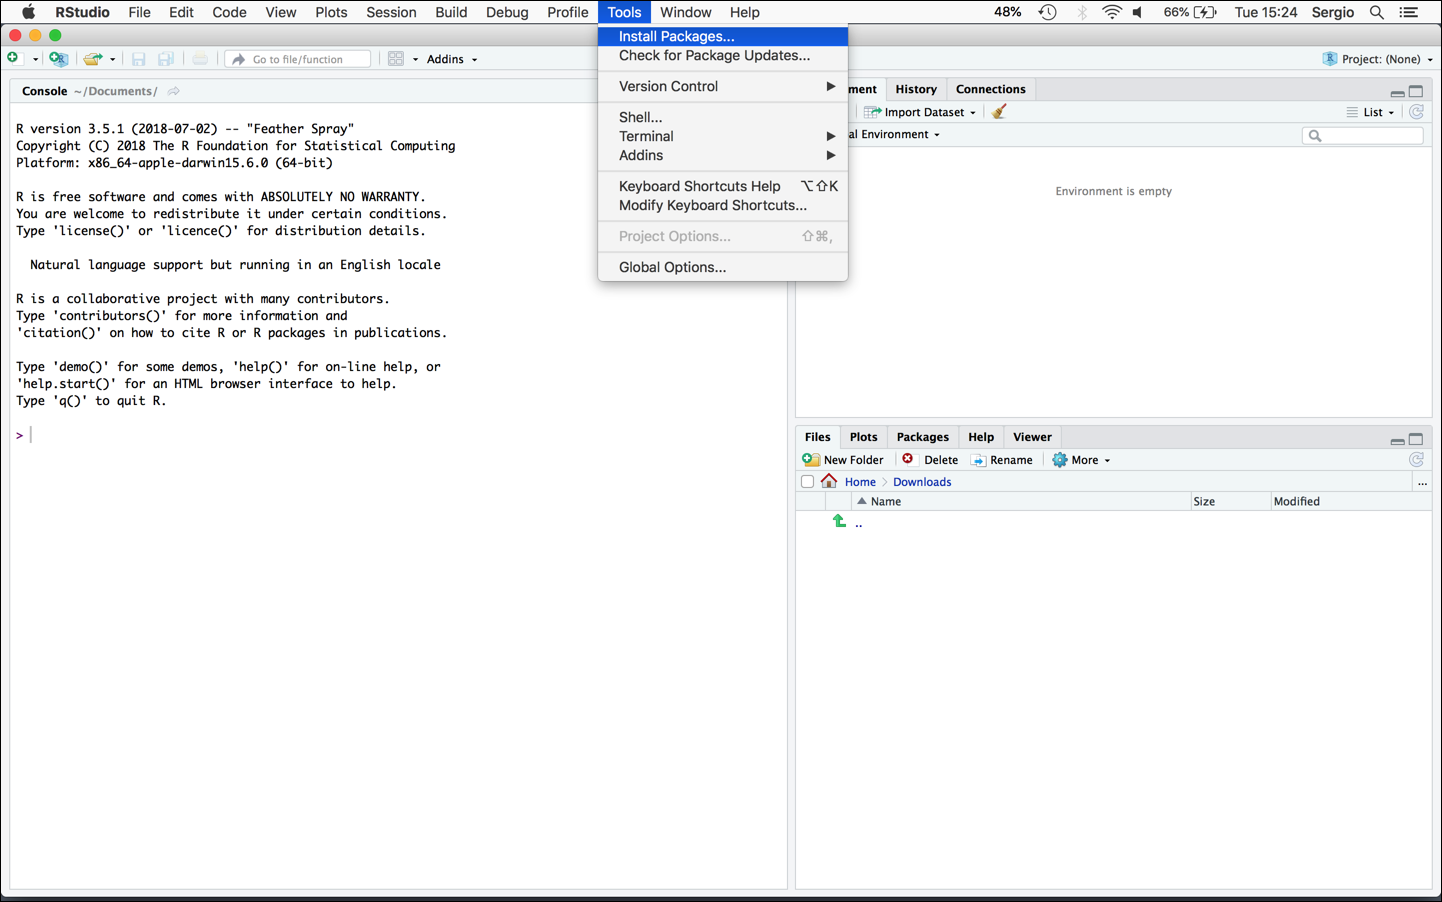 RStudio File Edit Code View Plots Session Build Debug Profile Tools Window Help 48% 66% Tue 15:24 Sergio
Install Packages...
Check for Package Updates...
Version Control
Shell...
Terminal
Addins
Keyboard Shortcuts Help ⌥⇧K
Modify Keyboard Shortcuts...
Project Options... ⇧⌘,
Global Options...
Go to file/function Addins Project: (None)
Console ~/Documents/
R version 3.5.1 (2018-07-02) -- "Feather Spray"
Copyright (C) 2018 The R Foundation for Statistical Computing
Platform: x86_64-apple-darwin15.6.0 (64-bit)
R is free software and comes with ABSOLUTELY NO WARRANTY.
You are welcome to redistribute it under certain conditions.
Type 'license()' or 'licence()' for distribution details.
Natural language support but running in an English locale
R is a collaborative project with many contributors.
Type 'contributors()' for more information and
'citation()' on how to cite R or R packages in publications.
Type 'demo()' for some demos, 'help()' for on-line help, or
'help.start()' for an HTML browser interface to help.
Type 'q()' to quit R.
>
ment History Connections
Import Dataset List
al Environment
Environment is empty
Files Plots Packages Help Viewer
New Folder Delete Rename More
Home Downloads ...
Name Size Modified
..